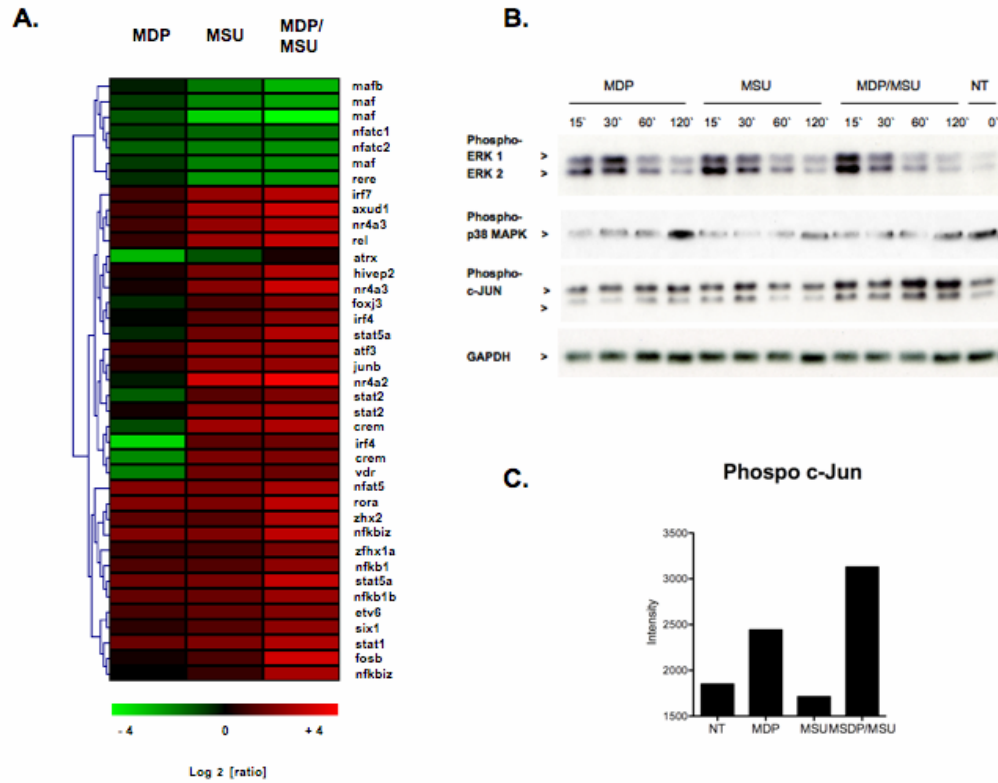 A.
MDP MSU MDP/
MSU
mafb
maf
maf
nfatc1
nfatc2
maf
rere
irf7
axud1
nr4a3
rel
atrx
hivep2
nr4a3
foxj3
irf4
stat5a
atf3
junb
nr4a2
stat2
stat2
crem
irf4
crem
vdr
nfat5
rora
zhx2
nfkbiz
zfhx1a
nfkb1
stat5a
nfkb1b
etv6
six1
stat1
fosb
nfkbiz
- 4 0 + 4
Log 2 [ratio]
B.
MDP MSU MDP/MSU NT
15` 30` 60` 120` 15` 30` 60` 120` 15` 30` 60` 120` 0`
Phospho-
ERK 1 >
ERK 2 >
Phospho-
p38 MAPK >
Phospho-
c-JUN >
>
GAPDH >
C.
Phospo c-Jun
3500
3000
2500
2000
1500
Intensity
NT MDP MSU MSDP/MSU